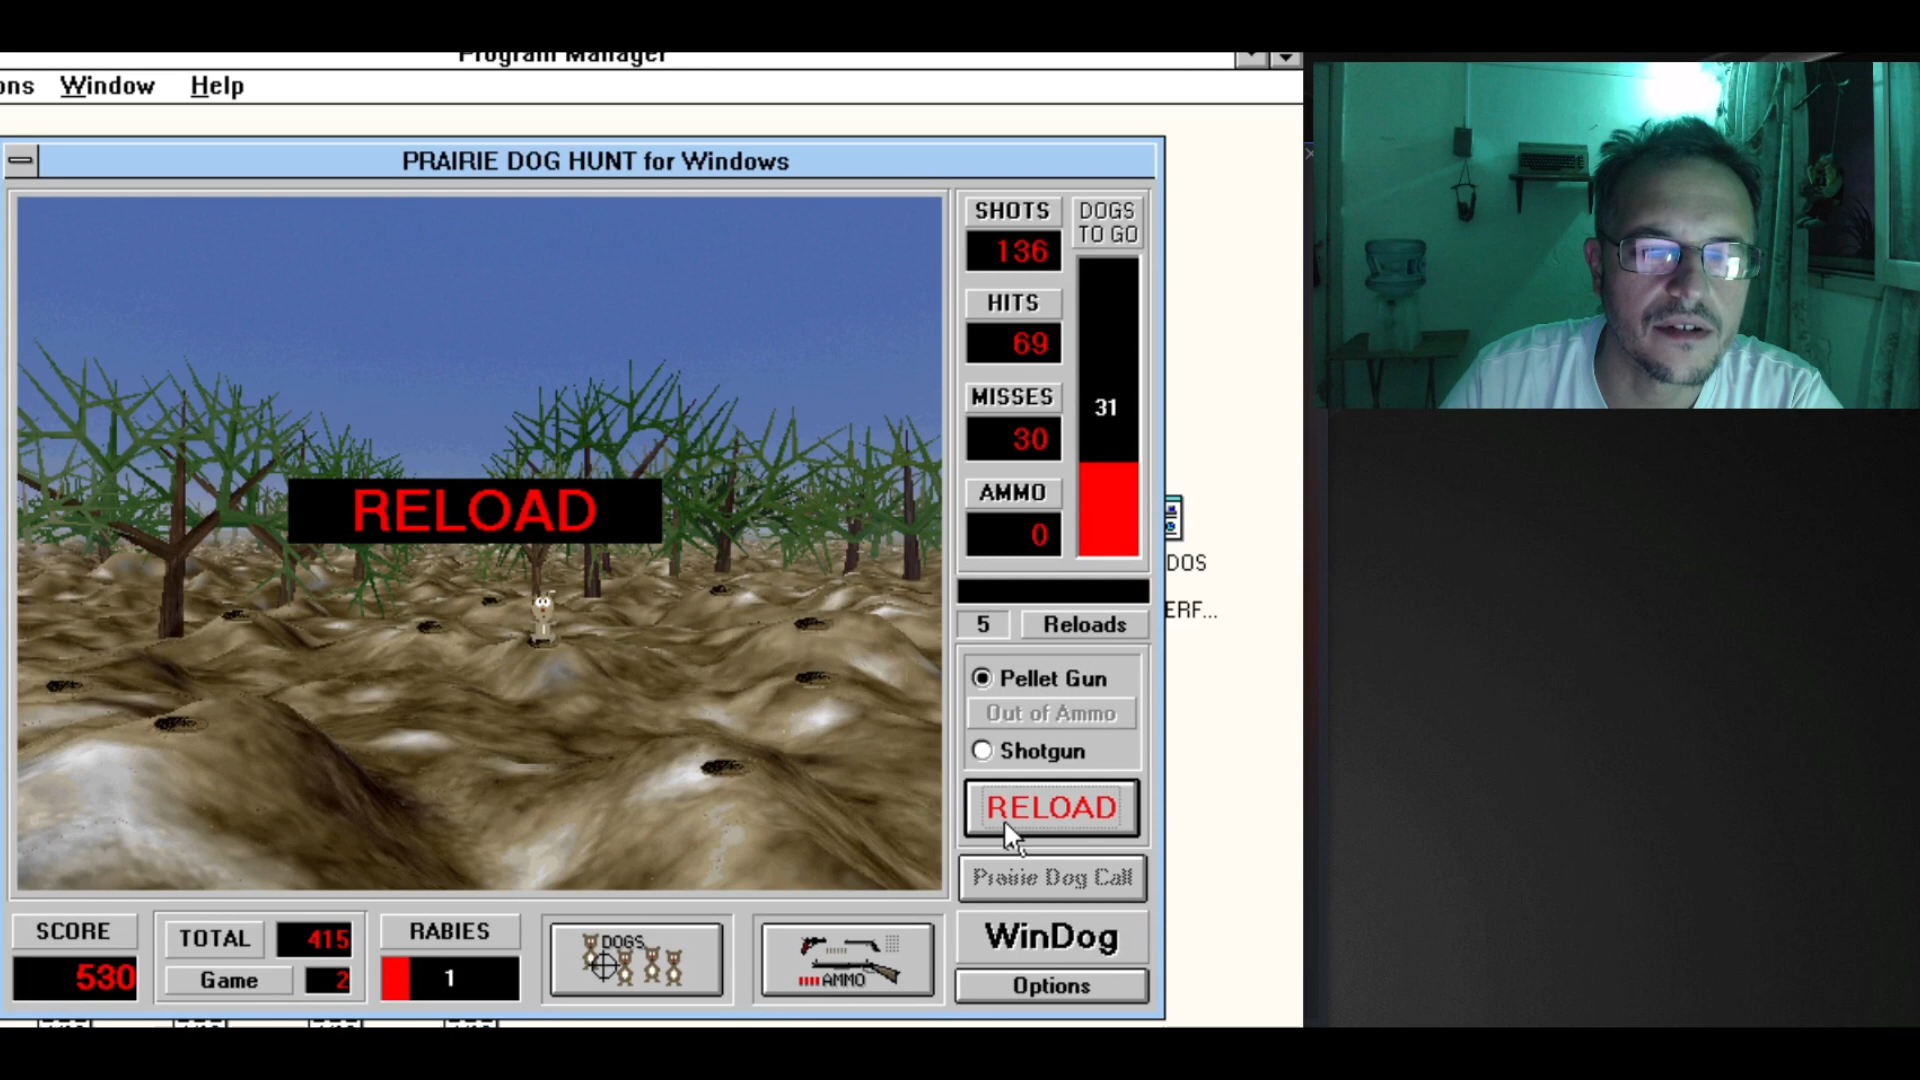 Program Manager
ons Window Help
PRAIRIE DOG HUNT for Windows
SHOTS
DOGS
TO GO
136
HITS
69
MISSES
31
30
AMMO
0
RELOAD
DOS
ERF...
5 Reloads
Pellet Gun
Out of Ammo
Shotgun
RELOAD
Prairie Dog Call
SCORE
530
TOTAL 415
Game 2
RABIES
1
DOGS
AMMO
WinDog
Options